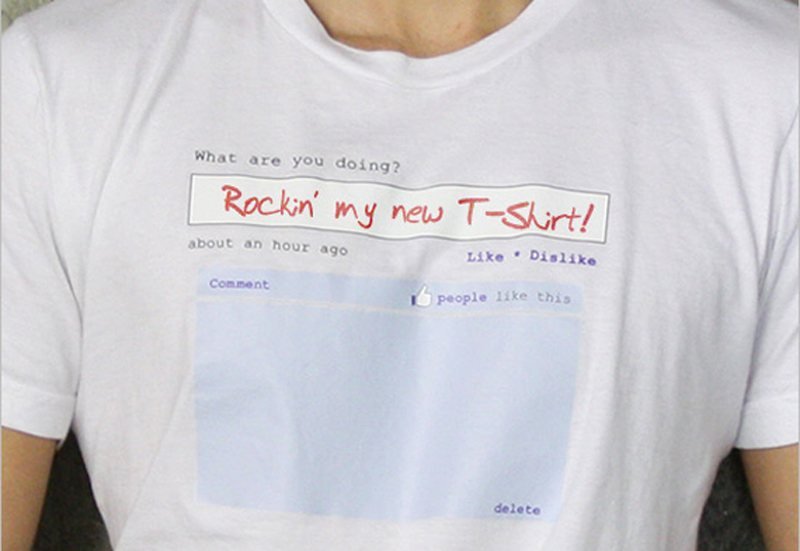 What are you doing?
Rockin' my new T-Shirt!
about an hour ago
Like * Dislike
Comment
people like this
delete